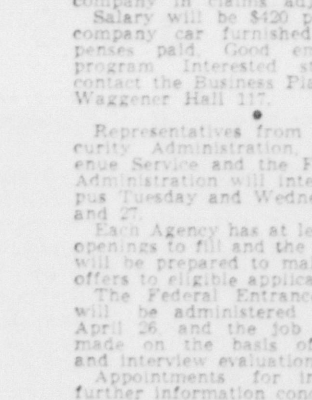 company in claims adj
Salary will be $420 p
company car furnished
penses paid. Good em
program Interested st
contact the Business Pla
Waggener Hall 117.
Representatives from
curity Administration,
enue Service and the F
Administration will inte
pus Tuesday and Wedne
and 27.
Each Agency has at le
openings to fill and the
will be prepared to mak
offers to eligible applica
The Federal Entranc
will be administered
April 26, and the job
made on the basis of
and interview evaluation
Appointments for in
further information conc